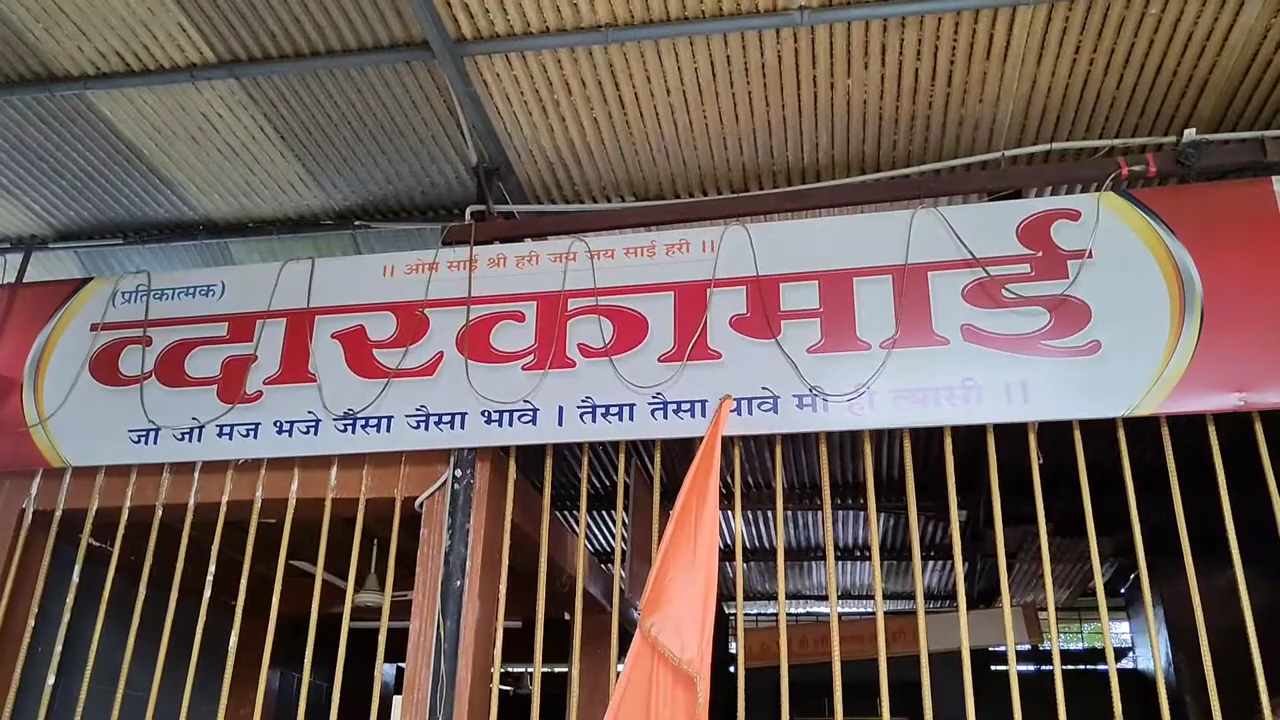 ।। ओम साई श्री हरी जय जय साई हरी ।।
(प्रतिकात्मक)
व्दारकामाई
जा जो मज भजे जैसा जैसा भावे । तैसा तैसा पावे मी ही त्यासी ।।